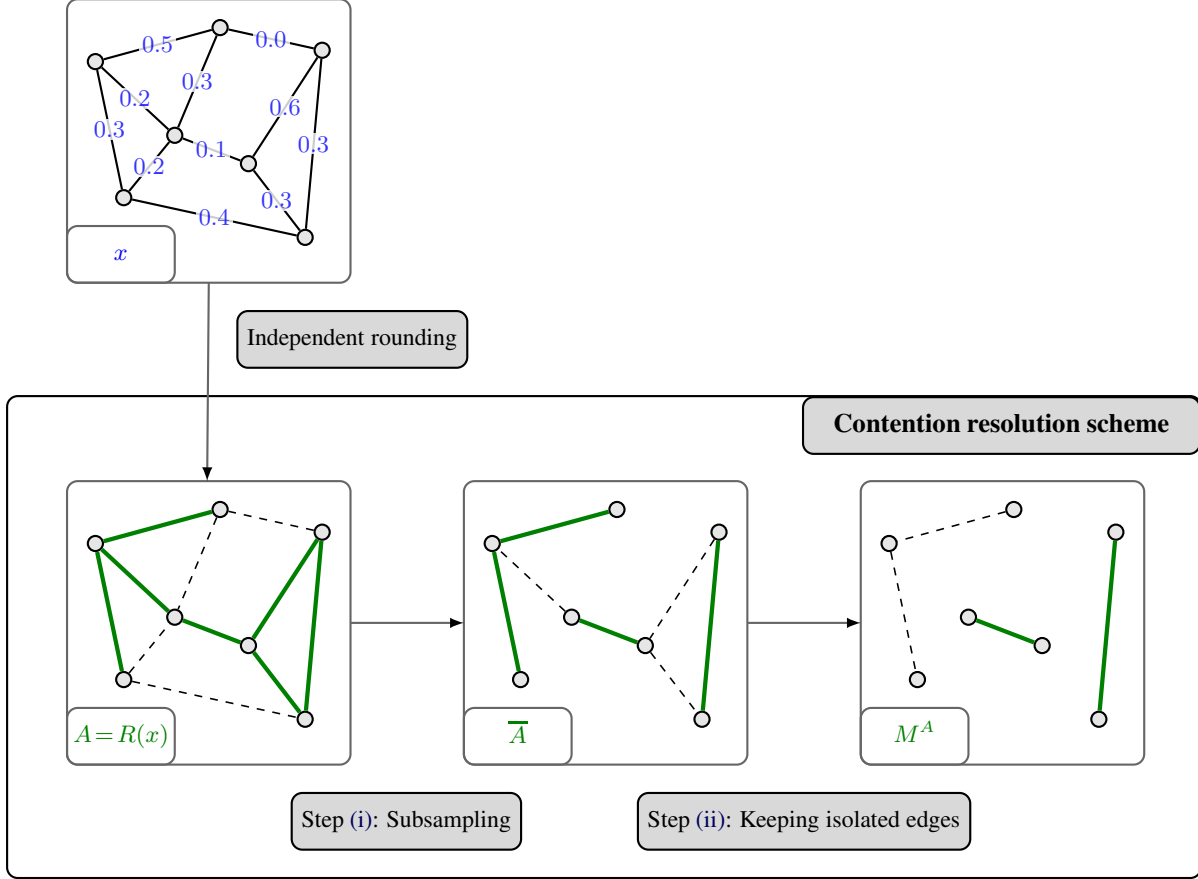 0.5
0.0
0.3
0.2
0.6
0.3
0.1
0.3
0.2
0.3
0.4
x
Independent rounding
Contention resolution scheme
A = R(x)
A̅
Mᴬ
Step (i): Subsampling
Step (ii): Keeping isolated edges